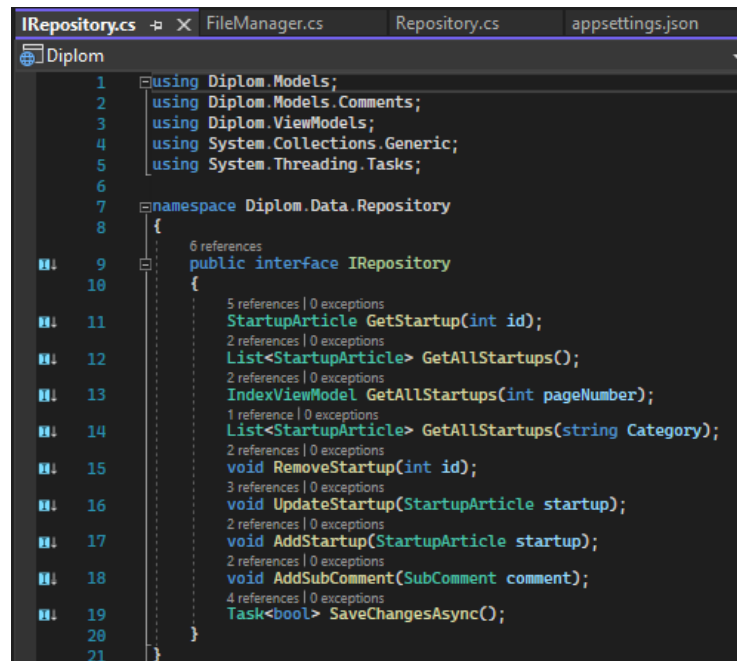 IRepository.cs FileManager.cs Repository.cs appsettings.json
Diplom
1 using Diplom.Models;
2 using Diplom.Models.Comments;
3 using Diplom.ViewModels;
4 using System.Collections.Generic;
5 using System.Threading.Tasks;
6
7 namespace Diplom.Data.Repository
8 {
6 references
9 public interface IRepository
10 {
5 references | 0 exceptions
11 StartupArticle GetStartup(int id);
2 references | 0 exceptions
12 List<StartupArticle> GetAllStartups();
2 references | 0 exceptions
13 IndexViewModel GetAllStartups(int pageNumber);
1 reference | 0 exceptions
14 List<StartupArticle> GetAllStartups(string Category);
2 references | 0 exceptions
15 void RemoveStartup(int id);
3 references | 0 exceptions
16 void UpdateStartup(StartupArticle startup);
2 references | 0 exceptions
17 void AddStartup(StartupArticle startup);
2 references | 0 exceptions
18 void AddSubComment(SubComment comment);
4 references | 0 exceptions
19 Task<bool> SaveChangesAsync();
20 }
21 }